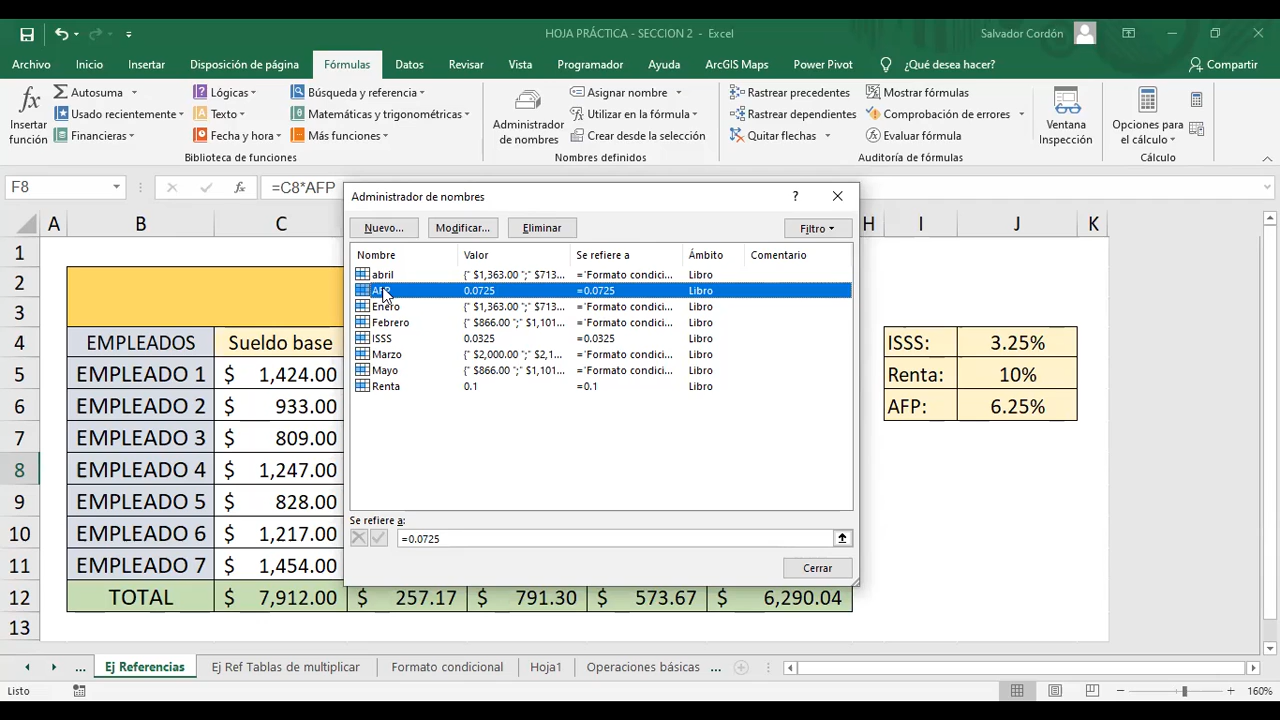 HOJA PRÁCTICA - SECCION 2 - Excel
Salvador Cordón
Archivo Inicio Insertar Disposición de página Fórmulas Datos Revisar Vista Programador Ayuda ArcGIS Maps Power Pivot ¿Qué desea hacer? Compartir
Insertar función
Autosuma
Usado recientemente
Financieras
Lógicas
Texto
Fecha y hora
Búsqueda y referencia
Matemáticas y trigonométricas
Más funciones
Biblioteca de funciones
Administrador de nombres
Asignar nombre
Utilizar en la fórmula
Crear desde la selección
Nombres definidos
Rastrear precedentes
Rastrear dependientes
Quitar flechas
Mostrar fórmulas
Comprobación de errores
Evaluar fórmula
Auditoría de fórmulas
Ventana Inspección
Opciones para el cálculo
Cálculo
F8 fx =C8*AFP
A B C H I J K
Administrador de nombres ?
Nuevo... Modificar... Eliminar Filtro
Nombre Valor Se refiere a Ámbito Comentario
abril {" $1,363.00 ";" $713... ='Formato condici... Libro
AFP 0.0725 =0.0725 Libro
Enero {" $1,363.00 ";" $713... ='Formato condici... Libro
Febrero {" $866.00 ";" $1,101... ='Formato condici... Libro
ISSS 0.0325 =0.0325 Libro
Marzo {" $2,000.00 ";" $2,1... ='Formato condici... Libro
Mayo {" $866.00 ";" $1,101... ='Formato condici... Libro
Renta 0.1 =0.1 Libro
Se refiere a:
=0.0725
Cerrar
1
2
3
4 EMPLEADOS Sueldo base ISSS: 3.25%
5 EMPLEADO 1 $ 1,424.00 Renta: 10%
6 EMPLEADO 2 $ 933.00 AFP: 6.25%
7 EMPLEADO 3 $ 809.00
8 EMPLEADO 4 $ 1,247.00
9 EMPLEADO 5 $ 828.00
10 EMPLEADO 6 $ 1,217.00
11 EMPLEADO 7 $ 1,454.00
12 TOTAL $ 7,912.00 $ 257.17 $ 791.30 $ 573.67 $ 6,290.04
13
... Ej Referencias Ej Ref Tablas de multiplicar Formato condicional Hoja1 Operaciones básicas ...
Listo 160%